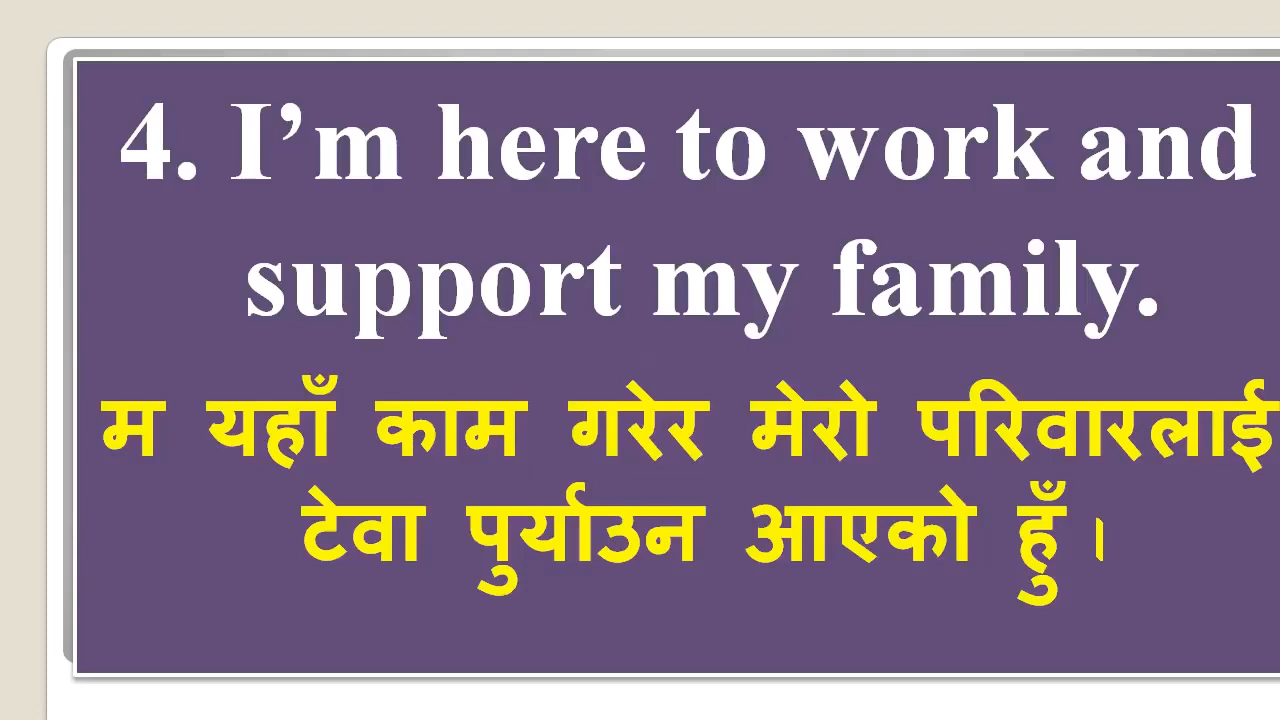 4. I’m here to work and
support my family.
म यहाँ काम गरेर मेरो परिवारलाई
टेवा पुर्याउन आएको हुँ।